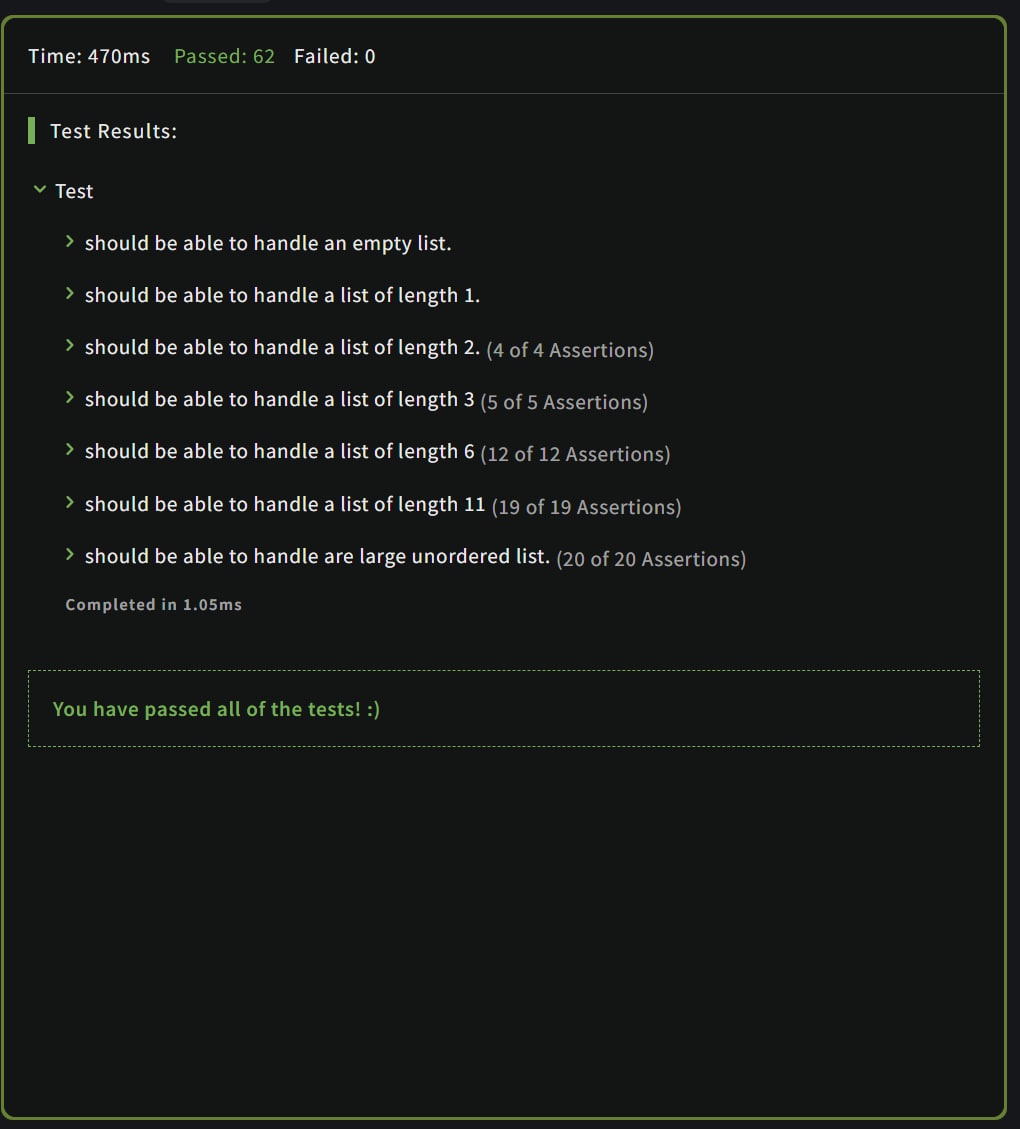 Time: 470ms Passed: 62 Failed: 0
Test Results:
Test
should be able to handle an empty list.
should be able to handle a list of length 1.
should be able to handle a list of length 2. (4 of 4 Assertions)
should be able to handle a list of length 3 (5 of 5 Assertions)
should be able to handle a list of length 6 (12 of 12 Assertions)
should be able to handle a list of length 11 (19 of 19 Assertions)
should be able to handle are large unordered list. (20 of 20 Assertions)
Completed in 1.05ms
You have passed all of the tests! :)